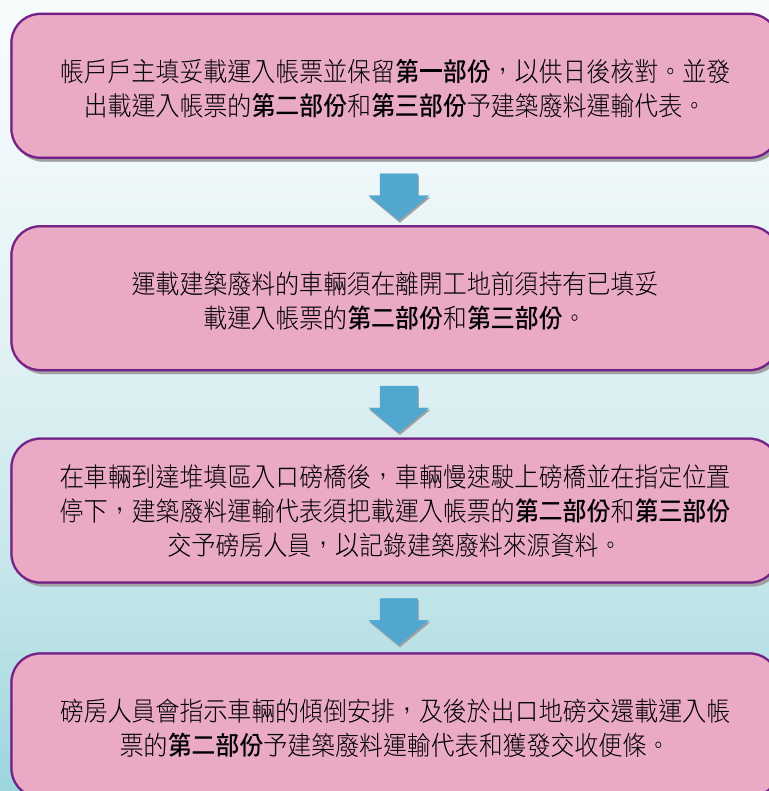 帳戶戶主填妥載運入帳票並保留第一部份，以供日後核對。並發
出載運入帳票的第二部份和第三部份予建築廢料運輸代表。
運載建築廢料的車輛須在離開工地前須持有已填妥
載運入帳票的第二部份和第三部份。
在車輛到達堆填區入口磅橋後，車輛慢速駛上磅橋並在指定位置
停下，建築廢料運輸代表須把載運入帳票的第二部份和第三部份
交予磅房人員，以記錄建築廢料來源資料。
磅房人員會指示車輛的傾倒安排，及後於出口地磅交還載運入帳
票的第二部份予建築廢料運輸代表和獲發交收便條。